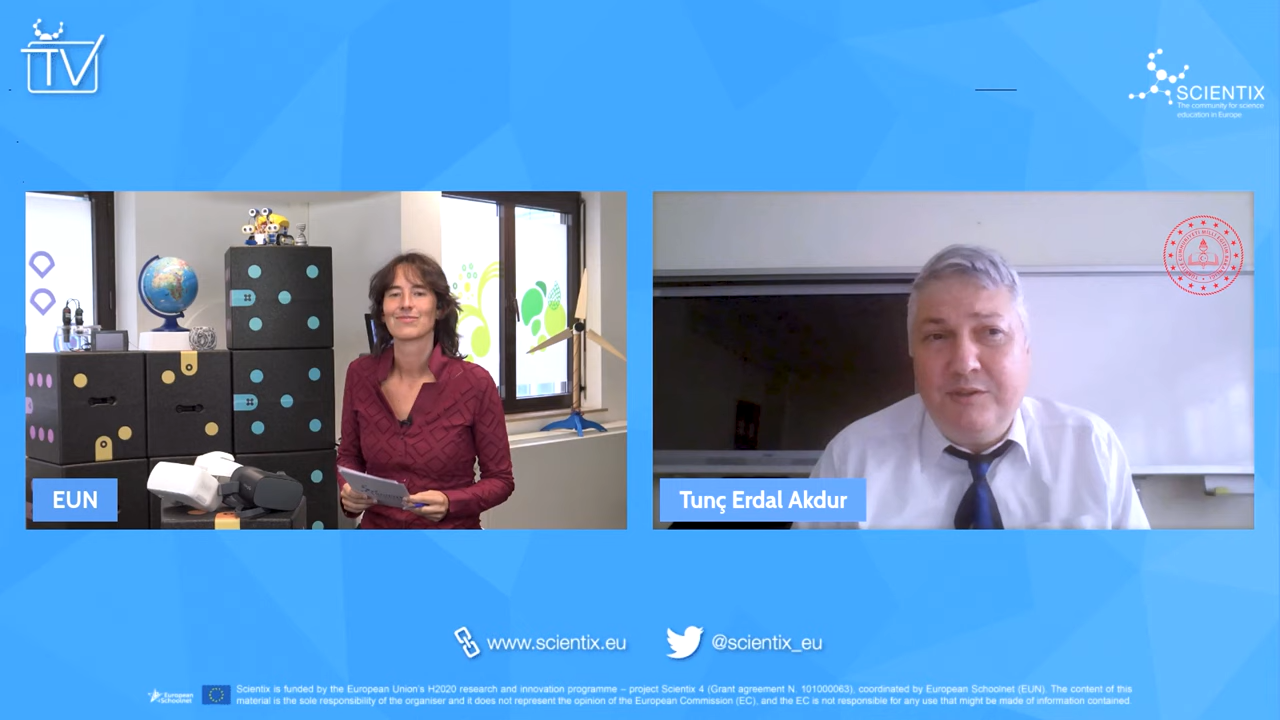 TV
SCIENTIX
The community for science
education in Europe.
EUN
Tunç Erdal Akdur
www.scientix.eu
@scientix_eu
European
Schoolnet
Scientix is funded by the European Union's H2020 research and innovation programme – project Scientix 4 (Grant agreement N. 101000063), coordinated by European Schoolnet (EUN). The content of this
material is the sole responsibility of the organiser and it does not represent the opinion of the European Commission (EC), and the EC is not responsible for any use that might be made of information contained.